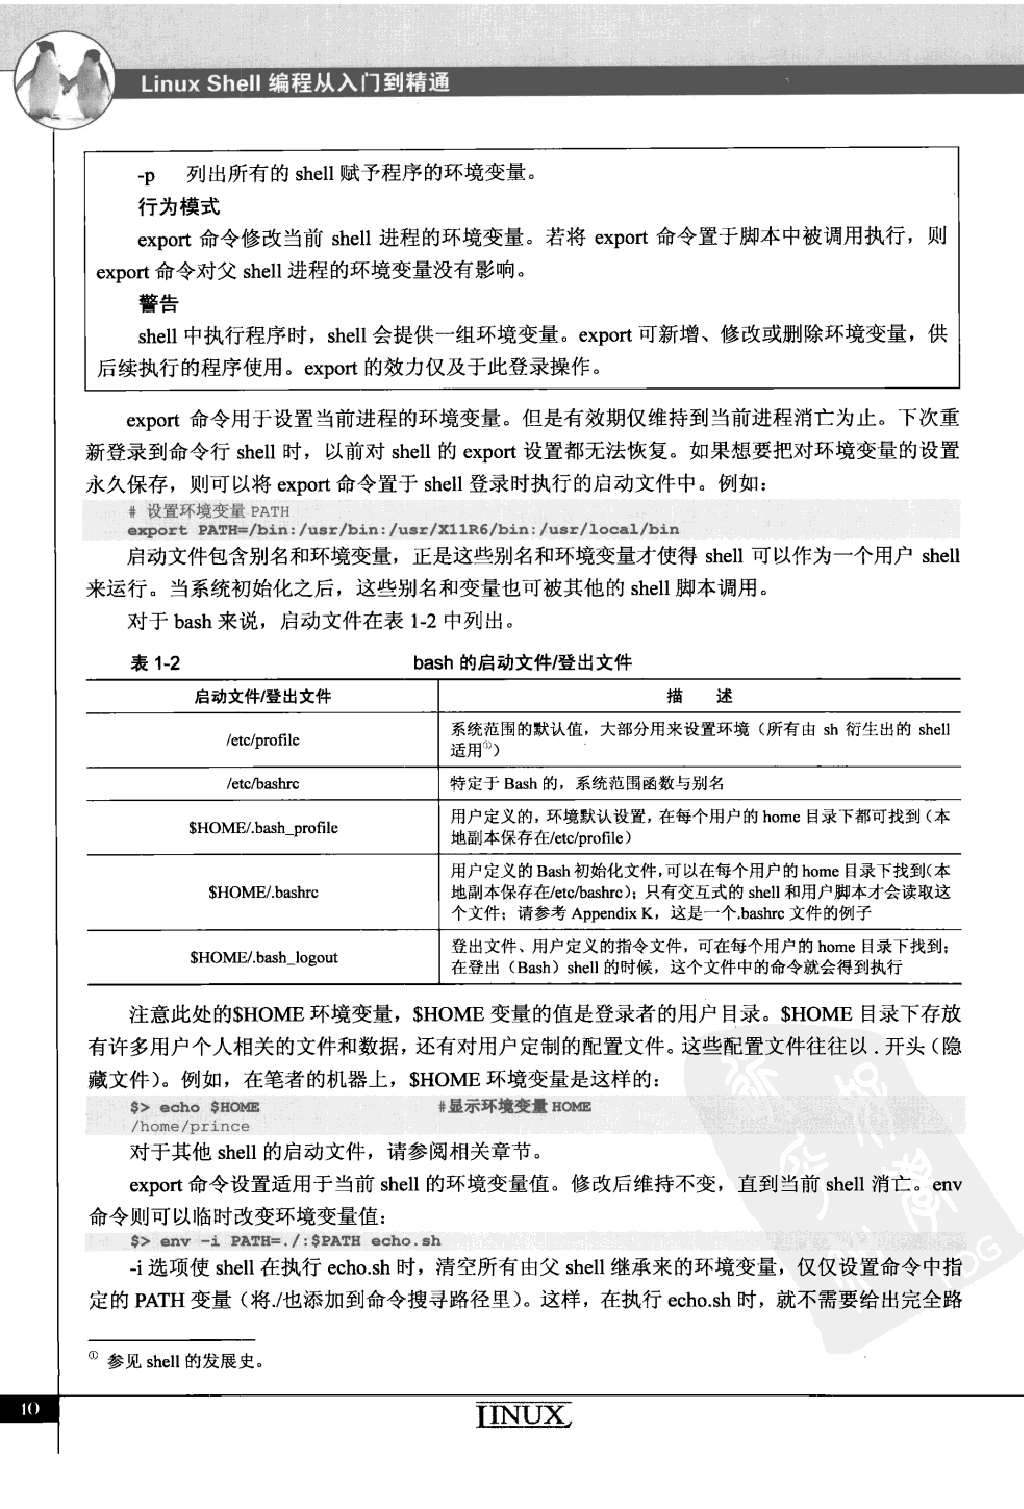 Linux Shell 编程从入门到精通
-p 列出所有的 shell 赋予程序的环境变量。
行为模式
export 命令修改当前 shell 进程的环境变量。若将 export 命令置于脚本中被调用执行，则
export 命令对父 shell 进程的环境变量没有影响。
警告
shell 中执行程序时，shell 会提供一组环境变量。export 可新增、修改或删除环境变量，供
后续执行的程序使用。export 的效力仅及于此登录操作。
export 命令用于设置当前进程的环境变量。但是有效期仅维持到当前进程消亡为止。下次重
新登录到命令行 shell 时，以前对 shell 的 export 设置都无法恢复。如果想要把对环境变量的设置
永久保存，则可以将 export 命令置于 shell 登录时执行的启动文件中。例如：
# 设置环境变量 PATH
export PATH=/bin:/usr/bin:/usr/X11R6/bin:/usr/local/bin
启动文件包含别名和环境变量，正是这些别名和环境变量才使得 shell 可以作为一个用户 shell
来运行。当系统初始化之后，这些别名和变量也可被其他的 shell 脚本调用。
对于 bash 来说，启动文件在表 1-2 中列出。
表 1-2 bash 的启动文件/登出文件
启动文件/登出文件 描 述
/etc/profile 系统范围的默认值，大部分用来设置环境（所有由 sh 衍生出的 shell
适用①）
/etc/bashrc 特定于 Bash 的，系统范围函数与别名
$HOME/.bash_profile 用户定义的，环境默认设置，在每个用户的 home 目录下都可找到（本
地副本保存在/etc/profile）
$HOME/.bashrc 用户定义的 Bash 初始化文件，可以在每个用户的 home 目录下找到（本
地副本保存在/etc/bashrc）；只有交互式的 shell 和用户脚本才会读取这
个文件；请参考 Appendix K，这是一个.bashrc 文件的例子
$HOME/.bash_logout 登出文件、用户定义的指令文件，可在每个用户的 home 目录下找到；
在登出（Bash）shell 的时候，这个文件中的命令就会得到执行
注意此处的$HOME 环境变量，$HOME 变量的值是登录者的用户目录。$HOME 目录下存放
有许多用户个人相关的文件和数据，还有对用户定制的配置文件。这些配置文件往往以 . 开头（隐
藏文件）。例如，在笔者的机器上，$HOME 环境变量是这样的：
$> echo $HOME #显示环境变量 HOME
/home/prince
对于其他 shell 的启动文件，请参阅相关章节。
export 命令设置适用于当前 shell 的环境变量值。修改后维持不变，直到当前 shell 消亡。env
命令则可以临时改变环境变量值：
$> env -i PATH=./:$PATH echo.sh
-i 选项使 shell 在执行 echo.sh 时，清空所有由父 shell 继承来的环境变量，仅仅设置命令中指
定的 PATH 变量（将./也添加到命令搜寻路径里）。这样，在执行 echo.sh 时，就不需要给出完全路
① 参见 shell 的发展史。
10
LINUX